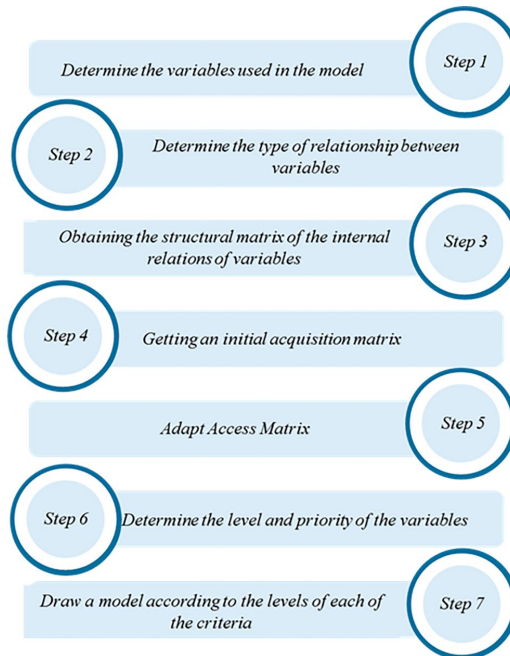 Step 1
Determine the variables used in the model
Step 2
Determine the type of relationship between
variables
Step 3
Obtaining the structural matrix of the internal
relations of variables
Step 4
Getting an initial acquisition matrix
Step 5
Adapt Access Matrix
Step 6
Determine the level and priority of the variables
Step 7
Draw a model according to the levels of each of
the criteria